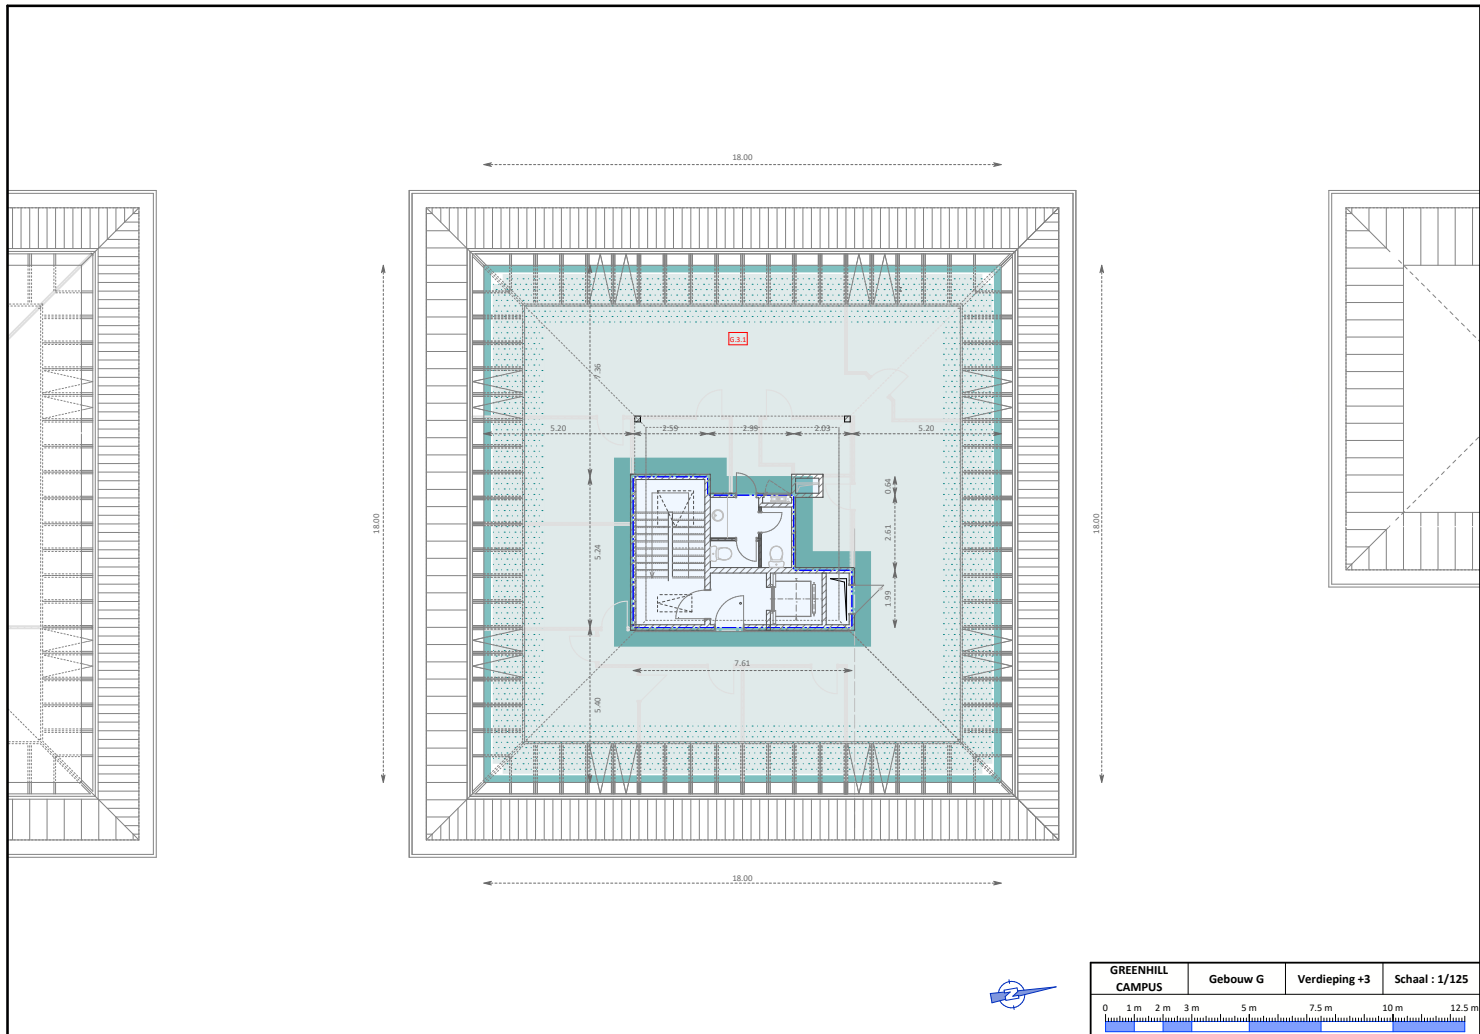 18.00
G.3.1
7.36
5.20
2.59
2.99
2.03
5.20
0.64
18.00
5.24
2.61
18.00
1.99
7.61
5.40
18.00
GREENHILL CAMPUS
Gebouw G
Verdieping +3
Schaal : 1/125
0 1 m 2 m 3 m 5 m 7.5 m 10 m 12.5 m
Z